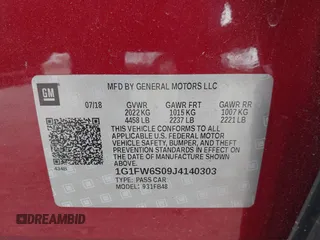 MFD BY GENERAL MOTORS LLC
GM
07/18 GVWR GAWR FRT GAWR RR
2022 KG 1015 KG 1007 KG
4458 LB 2237 LB 2221 LB
THIS VEHICLE CONFORMS TO ALL APPLICABLE
U.S. FEDERAL MOTOR
VEHICLE SAFETY, BUMPER, AND THEFT
PREVENTION STANDARDS IN EFFECT ON
THE DATE OF MANUFACTURE SHOWN ABOVE.
1G1FW6S09J4140303
TYPE: PASS CAR
MODEL: 931FB48
DREAMBID